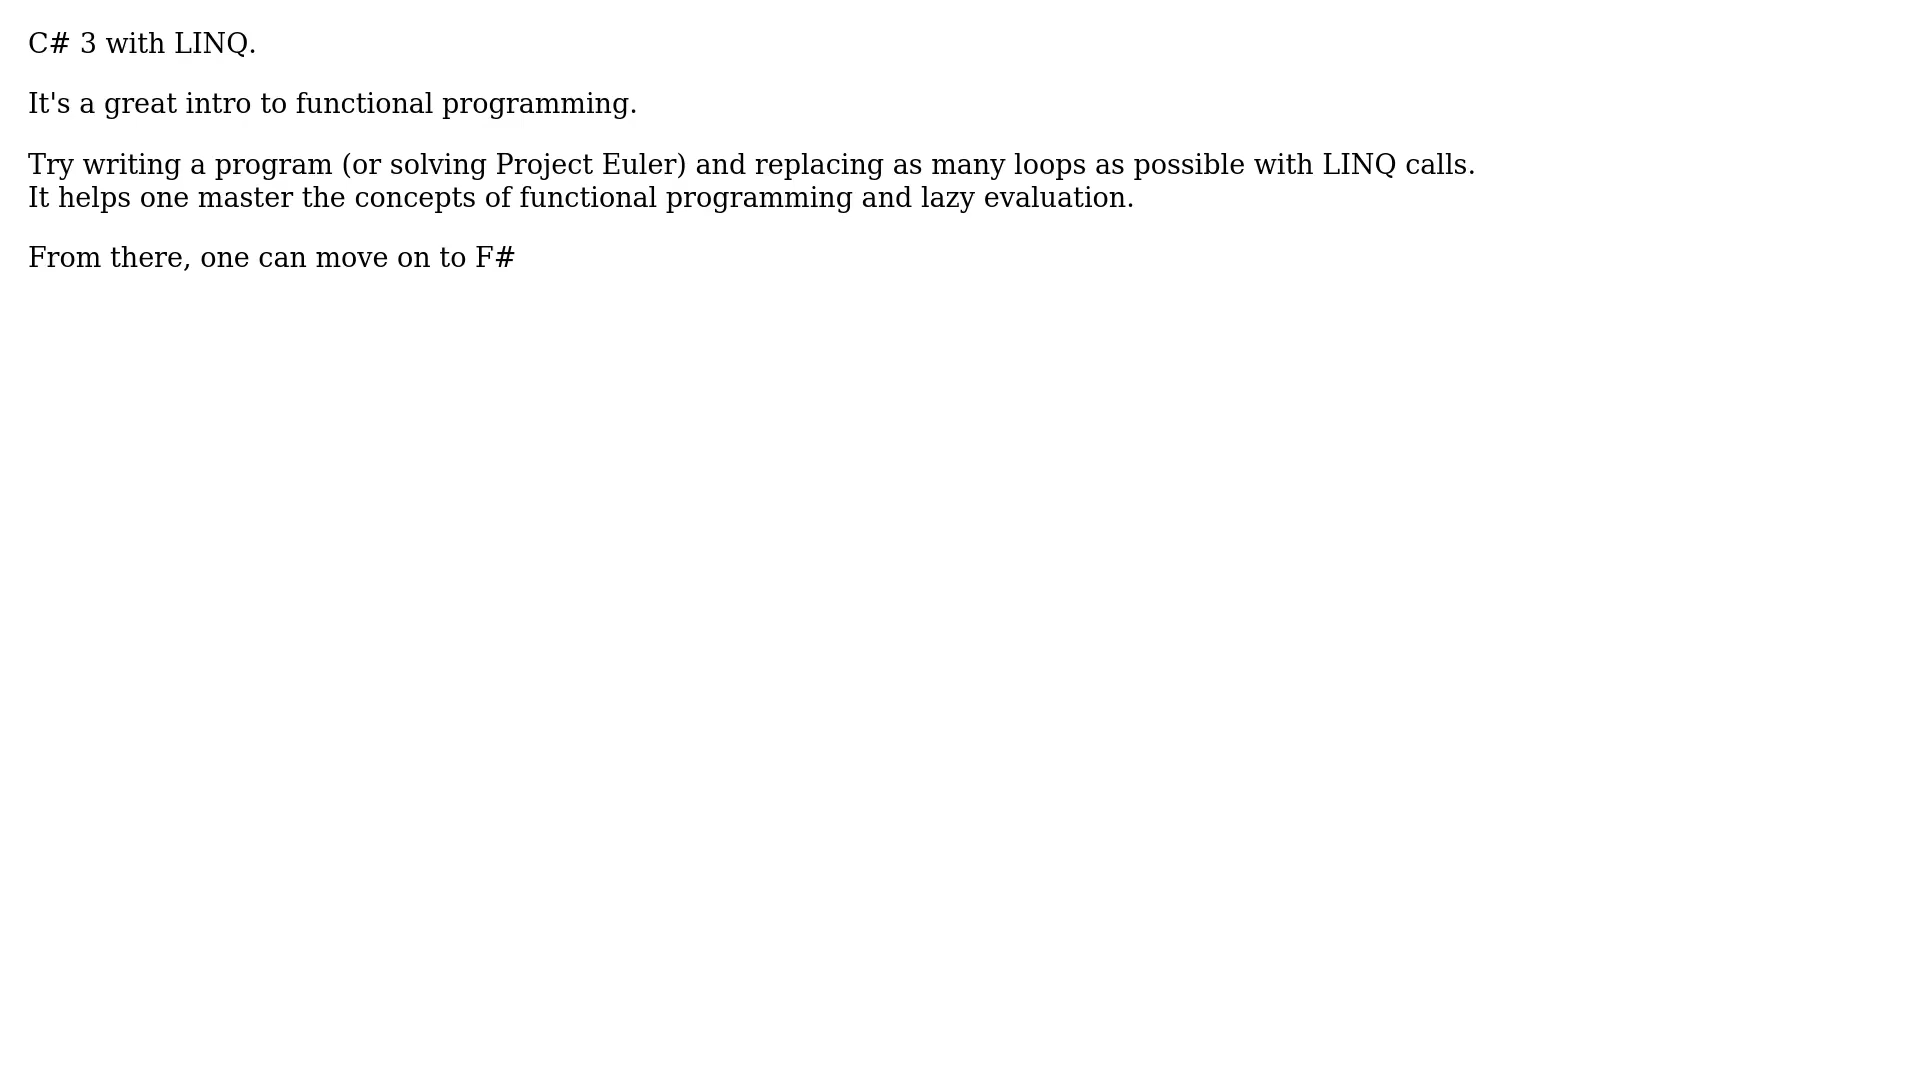 C# 3 with LINQ.
It's a great intro to functional programming.
Try writing a program (or solving Project Euler) and replacing as many loops as possible with LINQ calls.
It helps one master the concepts of functional programming and lazy evaluation.
From there, one can move on to F#